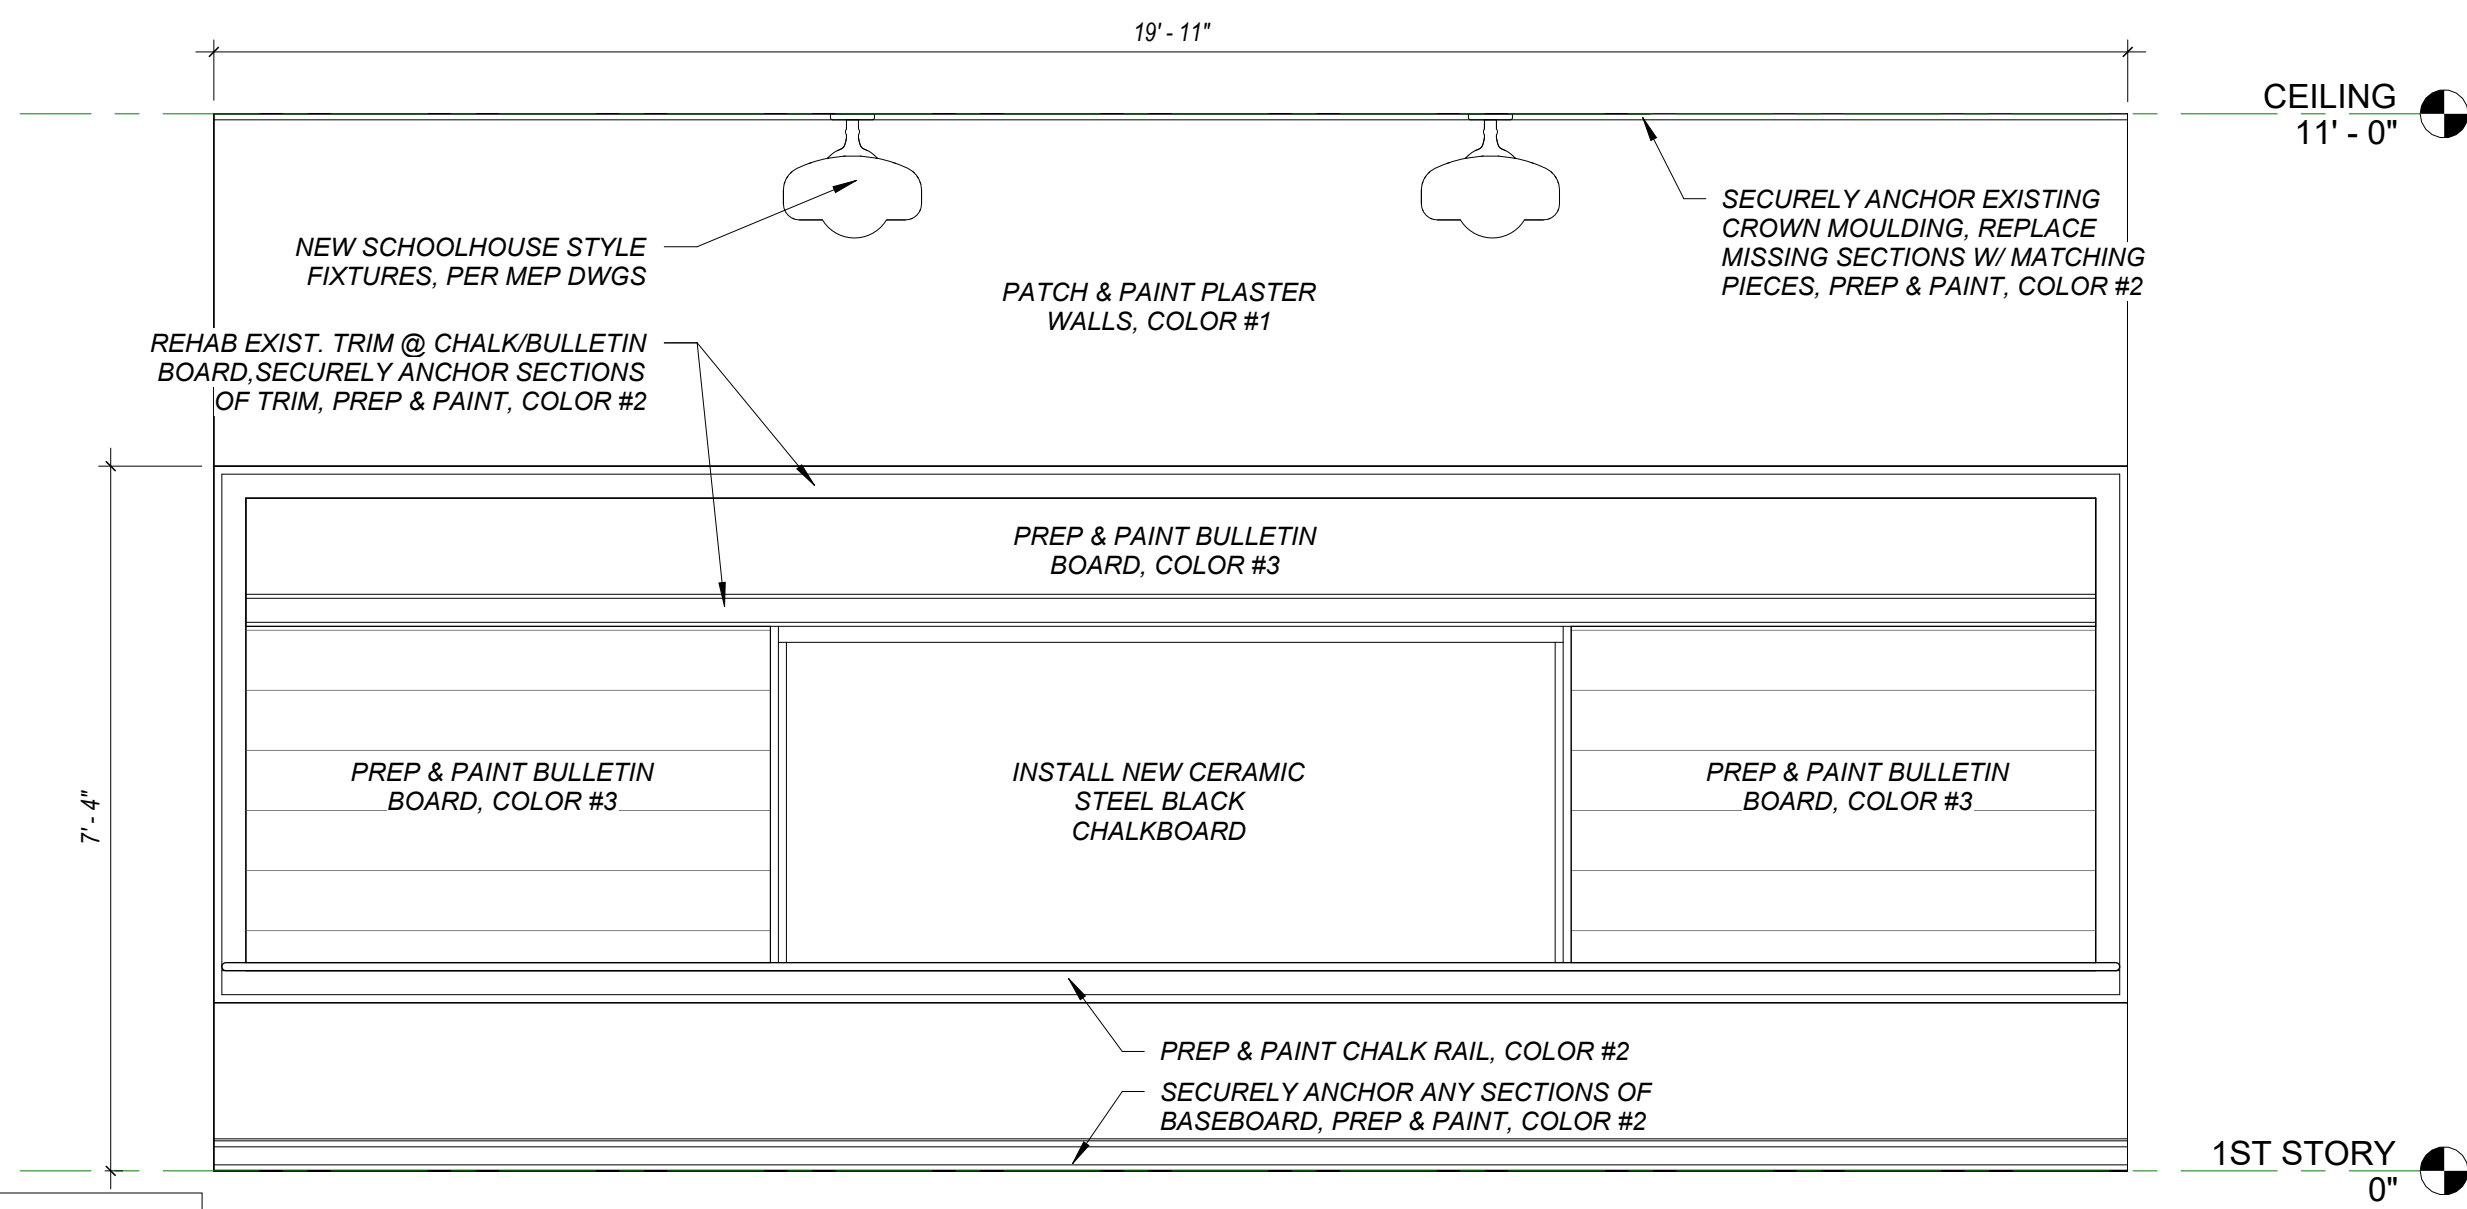 19' - 11"
CEILING
11' - 0"
SECURELY ANCHOR EXISTING
CROWN MOULDING, REPLACE
MISSING SECTIONS W/ MATCHING
PIECES, PREP & PAINT, COLOR #2
NEW SCHOOLHOUSE STYLE
FIXTURES, PER MEP DWGS
PATCH & PAINT PLASTER
WALLS, COLOR #1
REHAB EXIST. TRIM @ CHALK/BULLETIN
BOARD,SECURELY ANCHOR SECTIONS
OF TRIM, PREP & PAINT, COLOR #2
PREP & PAINT BULLETIN
BOARD, COLOR #3
7' - 4"
PREP & PAINT BULLETIN
BOARD, COLOR #3
INSTALL NEW CERAMIC
STEEL BLACK
CHALKBOARD
PREP & PAINT BULLETIN
BOARD, COLOR #3
PREP & PAINT CHALK RAIL, COLOR #2
SECURELY ANCHOR ANY SECTIONS OF
BASEBOARD, PREP & PAINT, COLOR #2
1ST STORY
0"